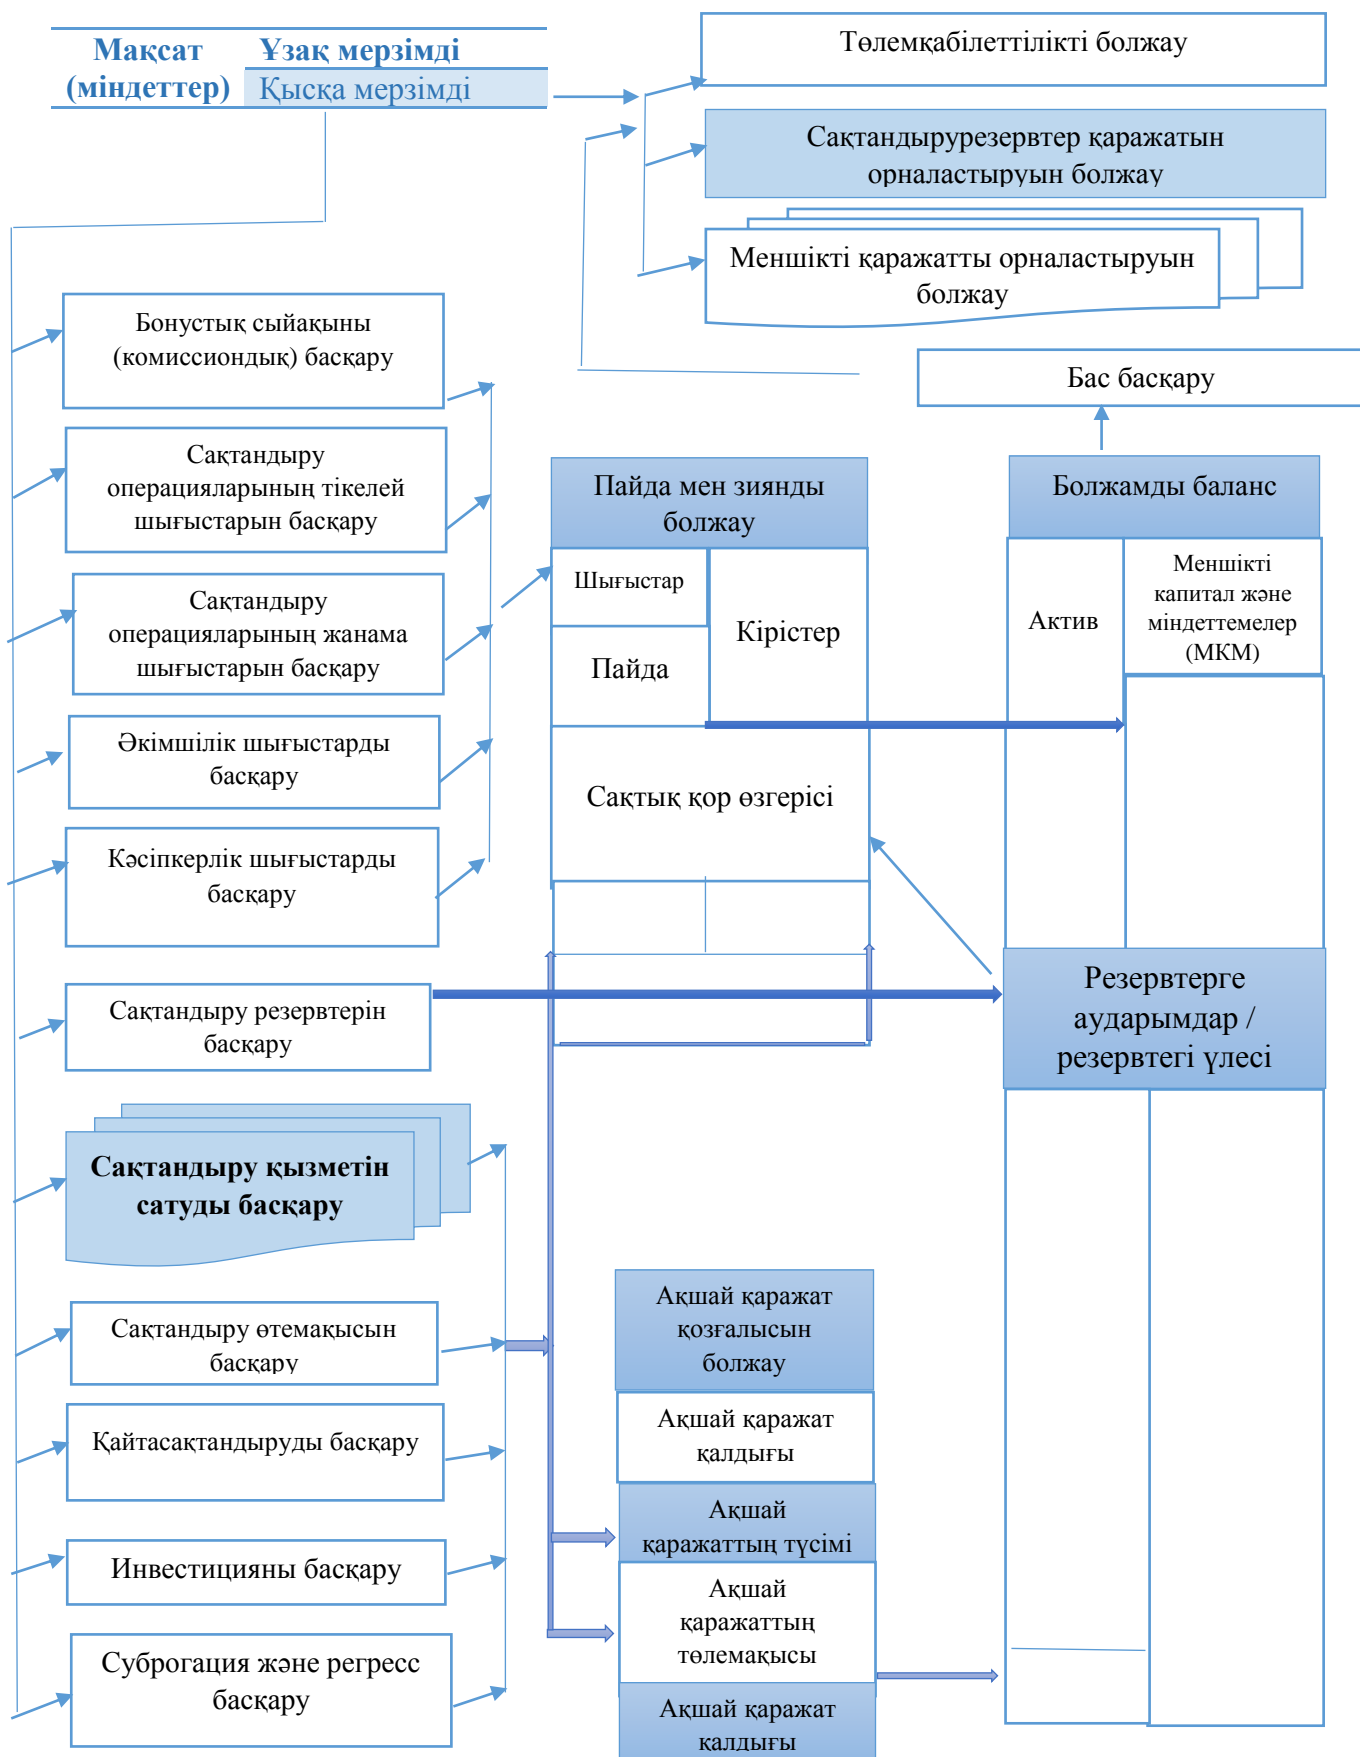 Мақсат
(міндеттер)
Ұзақ мерзімді
Қысқа мерзімді
Төлемқабілеттілікті болжау
Сақтандырурезервтер қаражатын
орналастыруын болжау
Меншікті қаражатты орналастыруын
болжау
Бас басқару
Бонустық сыйақыны
(комиссиондық) басқару
Сақтандыру
операцияларының тікелей
шығыстарын басқару
Сақтандыру
операцияларының жанама
шығыстарын басқару
Әкімшілік шығыстарды
басқару
Кәсіпкерлік шығыстарды
басқару
Сақтандыру резервтерін
басқару
Сақтандыру қызметін
сатуды басқару
Сақтандыру өтемақысын
басқару
Қайтасақтандыруды басқару
Инвестицияны басқару
Суброгация және регресс
басқару
Пайда мен зиянды
болжау
Шығыстар
Кірістер
Пайда
Сақтық қор өзгерісі
Ақшай қаражат
қозғалысын
болжау
Ақшай қаражат
қалдығы
Ақшай
қаражаттың түсімі
Ақшай
қаражаттың
төлемақысы
Ақшай қаражат
қалдығы
Болжамды баланс
Актив
Меншікті
капитал және
міндеттемелер
(МКМ)
Резервтерге
аударымдар /
резервтегі үлесі